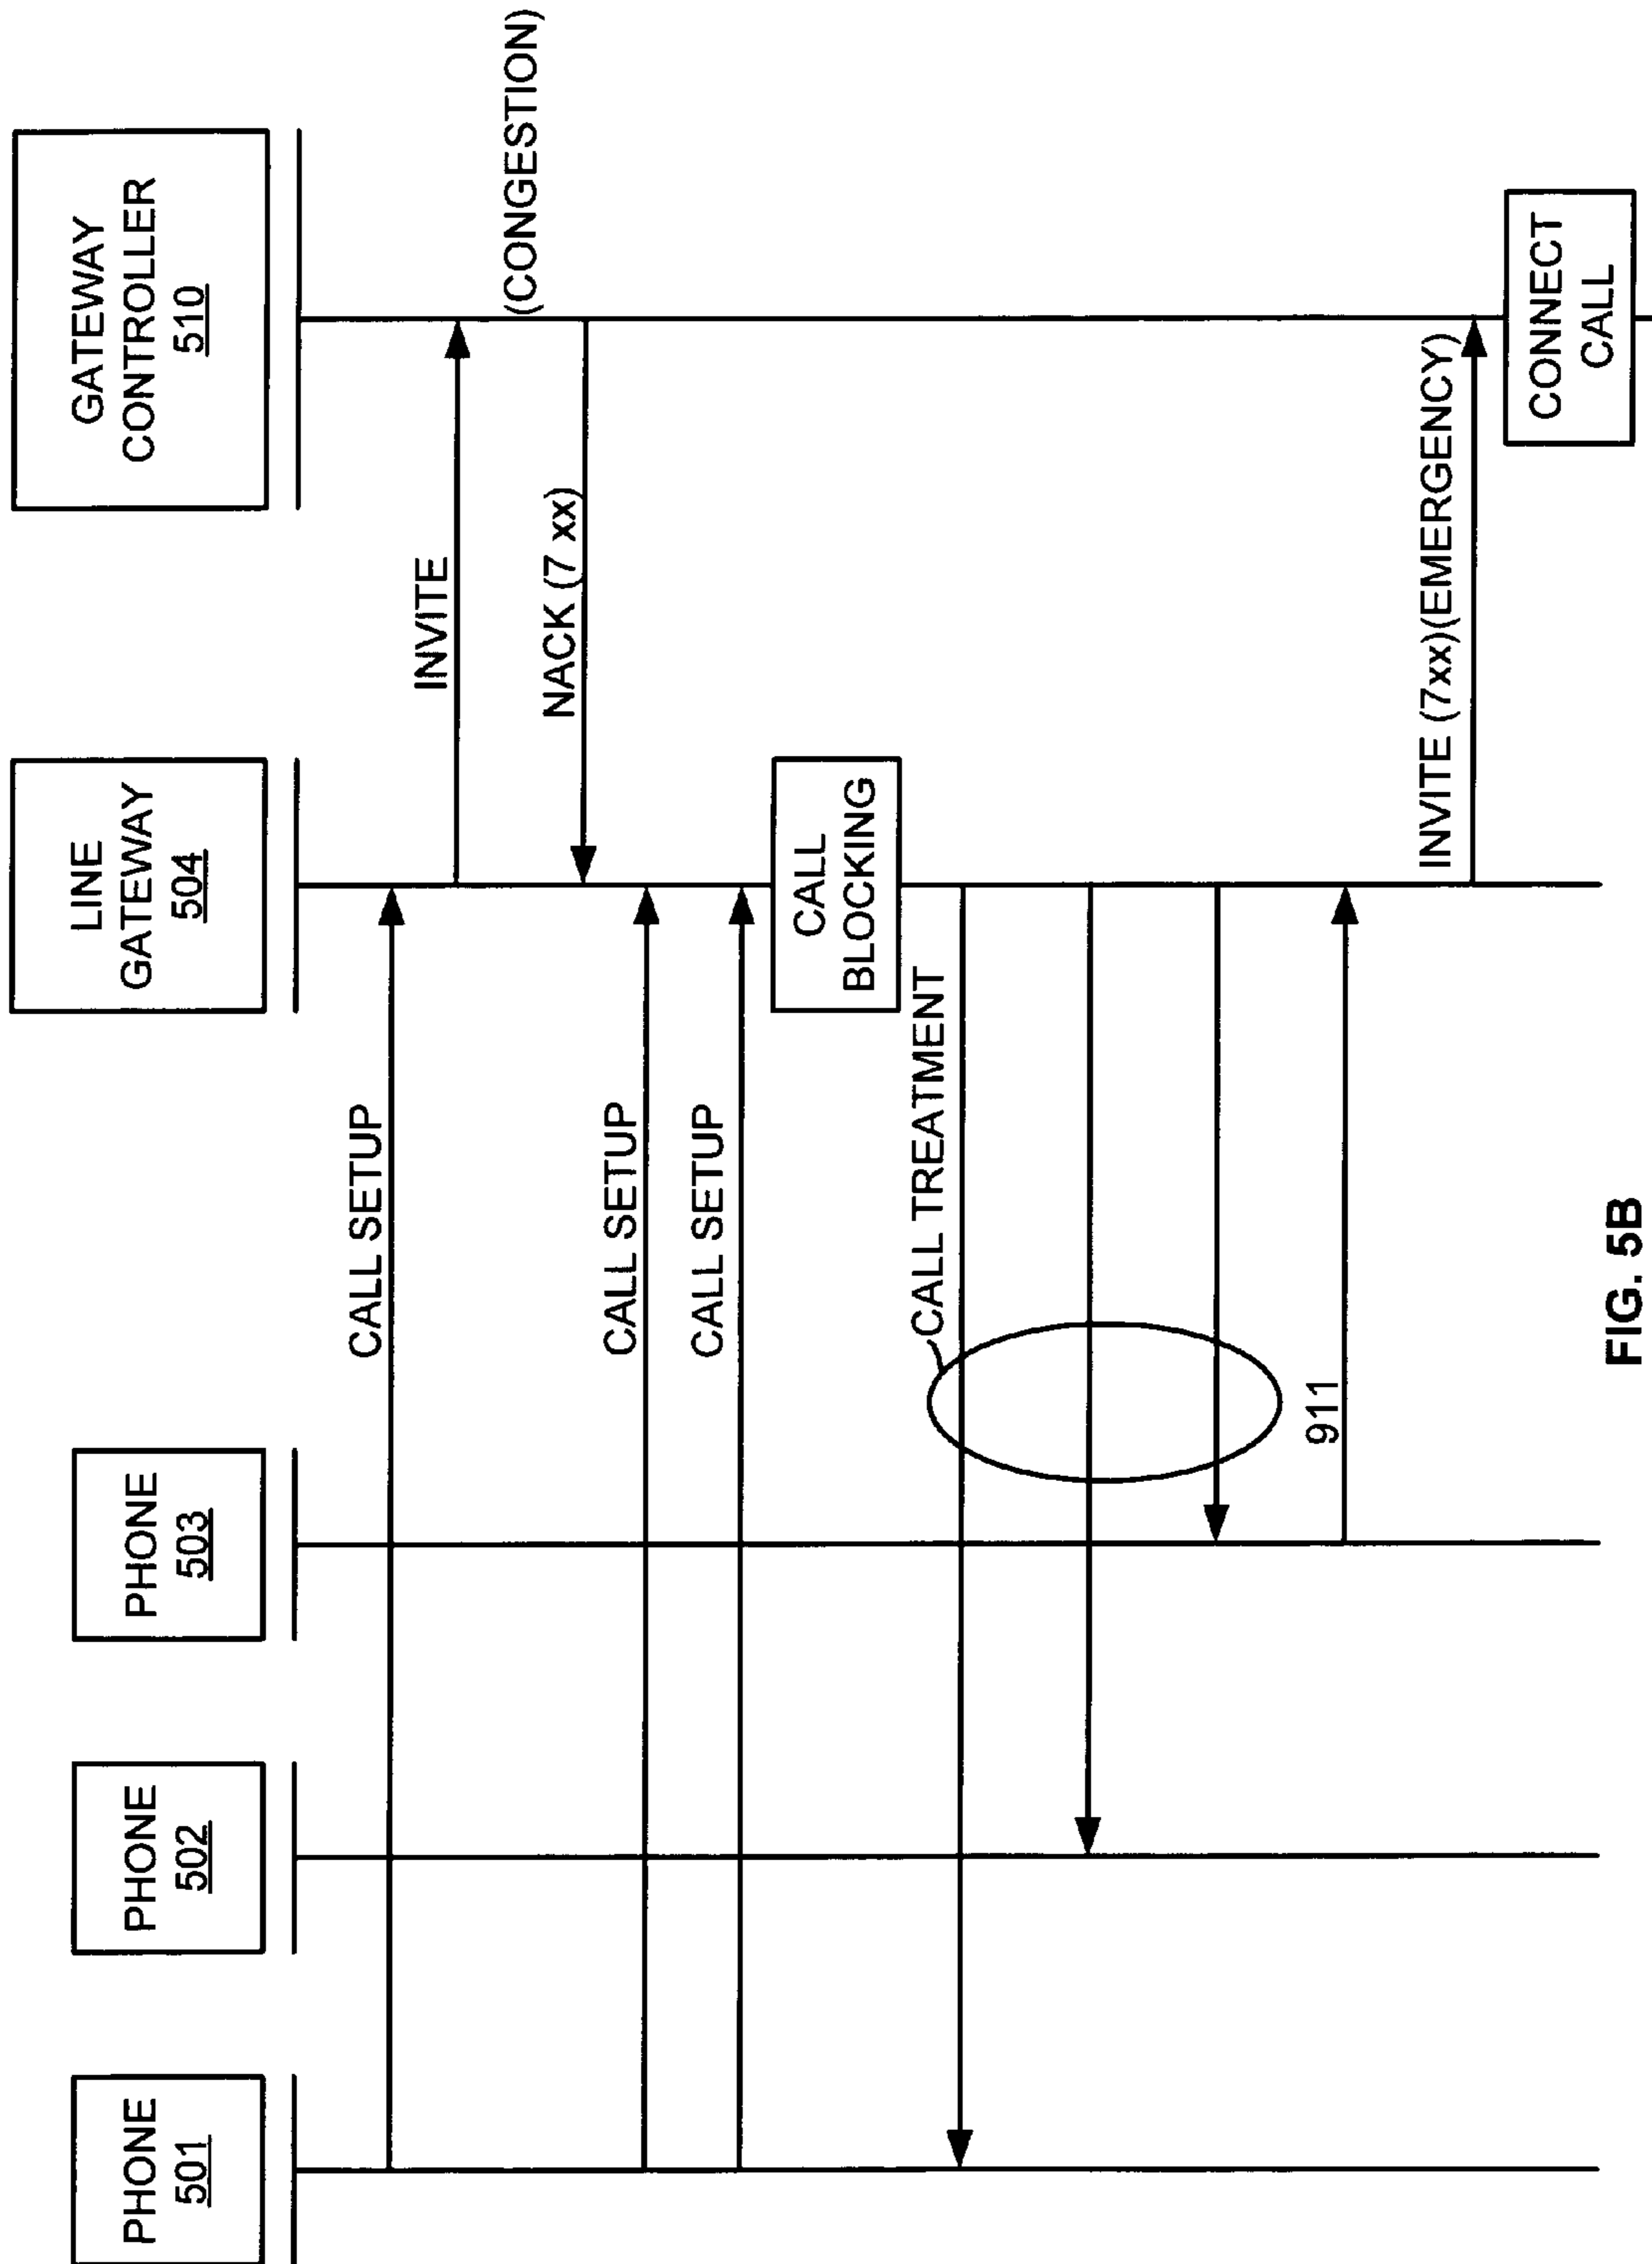 PHONE
501
PHONE
502
PHONE
503
LINE
GATEWAY
504
GATEWAY
CONTROLLER
510
CALL SETUP
INVITE
(CONGESTION)
NACK (7 xx)
CALL SETUP
CALL SETUP
CALL
BLOCKING
CALL TREATMENT
911
INVITE (7xx)(EMERGENCY)
CONNECT
CALL
FIG. 5B